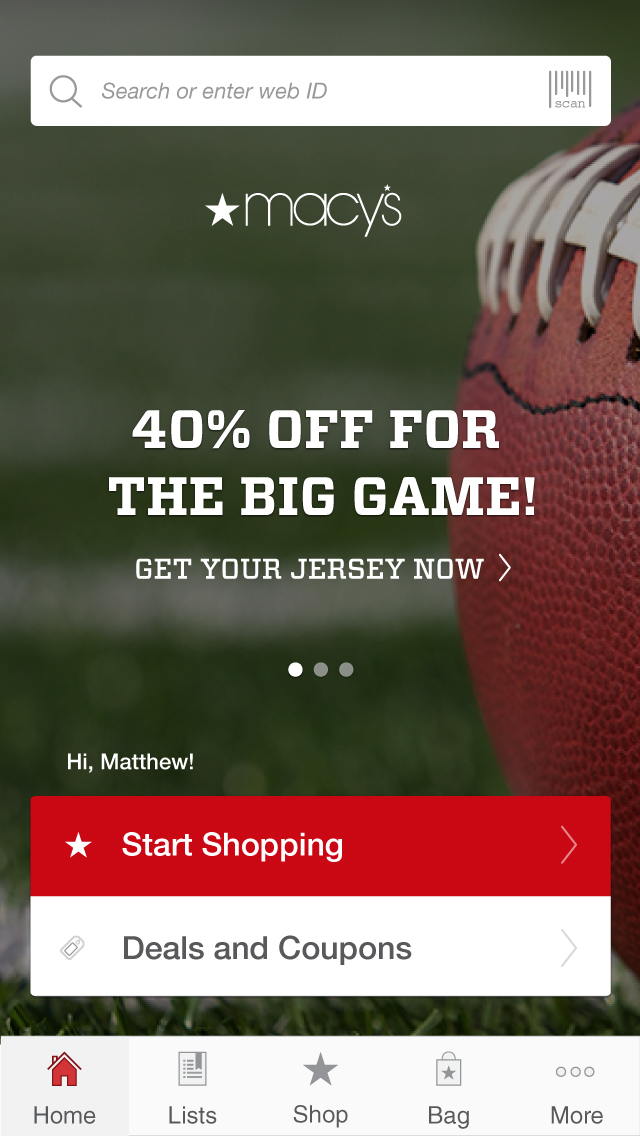 Search or enter web ID
scan
macy's
40% OFF FOR
THE BIG GAME!
GET YOUR JERSEY NOW
Hi, Matthew!
Start Shopping
Deals and Coupons
Home Lists Shop Bag More